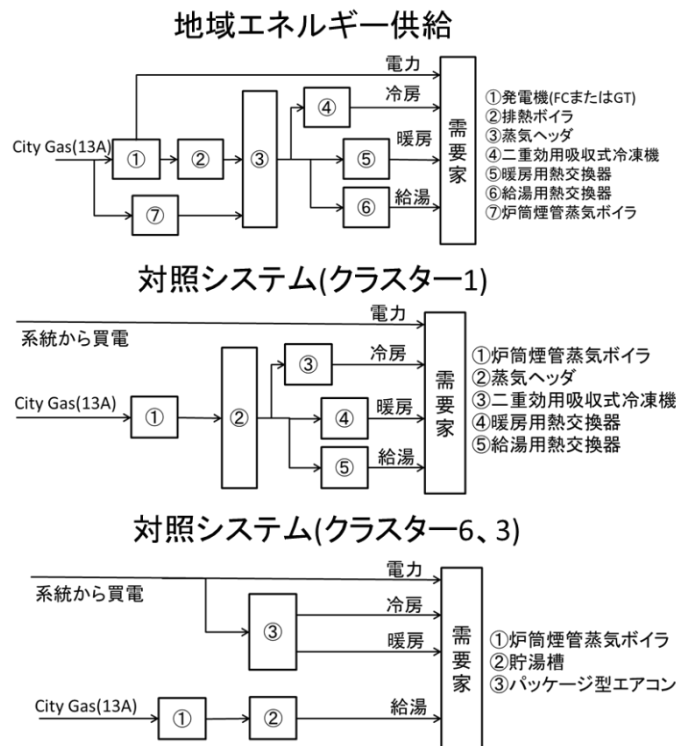 地域エネルギー供給
電力
冷房
④
①発電機(FCまたはGT)
②排熱ボイラ
③蒸気ヘッダ
④二重効用吸収式冷凍機
⑤暖房用熱交換器
⑥給湯用熱交換器
⑦炉筒煙管蒸気ボイラ
City Gas(13A)
①
②
③
暖房
⑤
需要家
給湯
⑥
⑦
対照システム(クラスター1)
電力
系統から買電
冷房
③
①炉筒煙管蒸気ボイラ
②蒸気ヘッダ
③二重効用吸収式冷凍機
④暖房用熱交換器
⑤給湯用熱交換器
City Gas(13A)
①
②
暖房
④
需要家
給湯
⑤
対照システム(クラスター6、3)
電力
系統から買電
冷房
③
暖房
需要家
①炉筒煙管蒸気ボイラ
②貯湯槽
③パッケージ型エアコン
City Gas(13A)
①
②
給湯